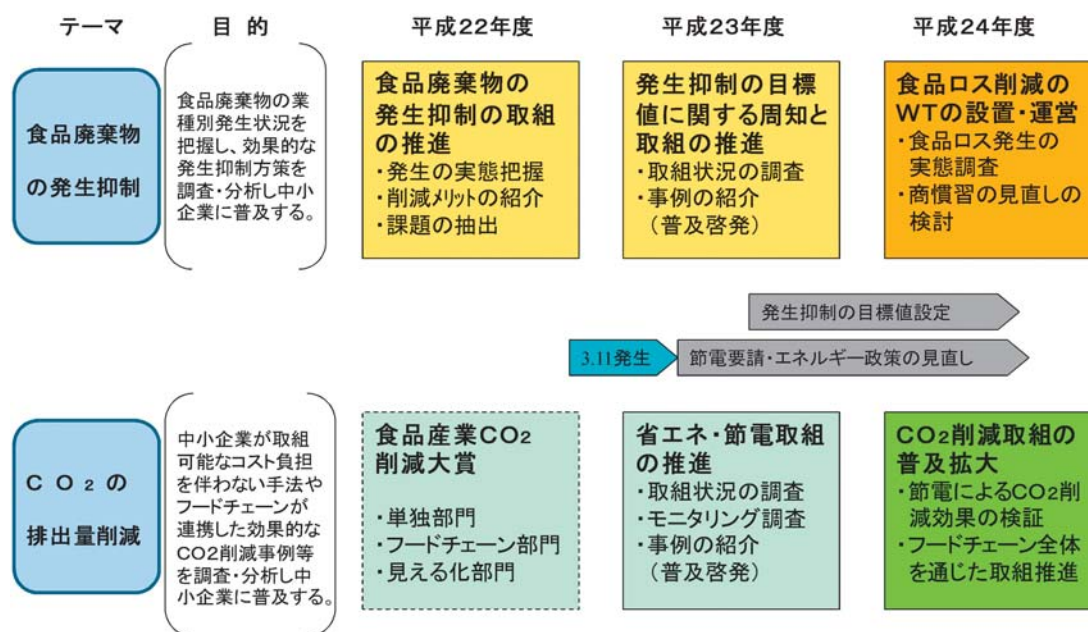 テーマ
目 的
平成22年度
平成23年度
平成24年度
食品廃棄物
の発生抑制
食品廃棄物の業
種別発生状況を
把握し、効果的な
発生抑制方策を
調査・分析し中小
企業に普及する。
食品廃棄物の
発生抑制の取組
の推進
・発生の実態把握
・削減メリットの紹介
・課題の抽出
発生抑制の目標
値に関する周知と
取組の推進
・取組状況の調査
・事例の紹介
（普及啓発）
食品ロス削減の
WTの設置・運営
・食品ロス発生の
実態調査
・商慣習の見直しの
検討
発生抑制の目標値設定
3.11発生
節電要請・エネルギー政策の見直し
CO₂の
排出量削減
中小企業が取組
可能なコスト負担
を伴わない手法や
フードチェーンが
連携した効果的な
CO2削減事例等
を調査・分析し中
小企業に普及する。
食品産業CO₂
削減大賞
・単独部門
・フードチェーン部門
・見える化部門
省エネ・節電取組
の推進
・取組状況の調査
・モニタリング調査
・事例の紹介
（普及啓発）
CO₂削減取組の
普及拡大
・節電によるCO2削
減効果の検証
・フードチェーン全体
を通じた取組推進